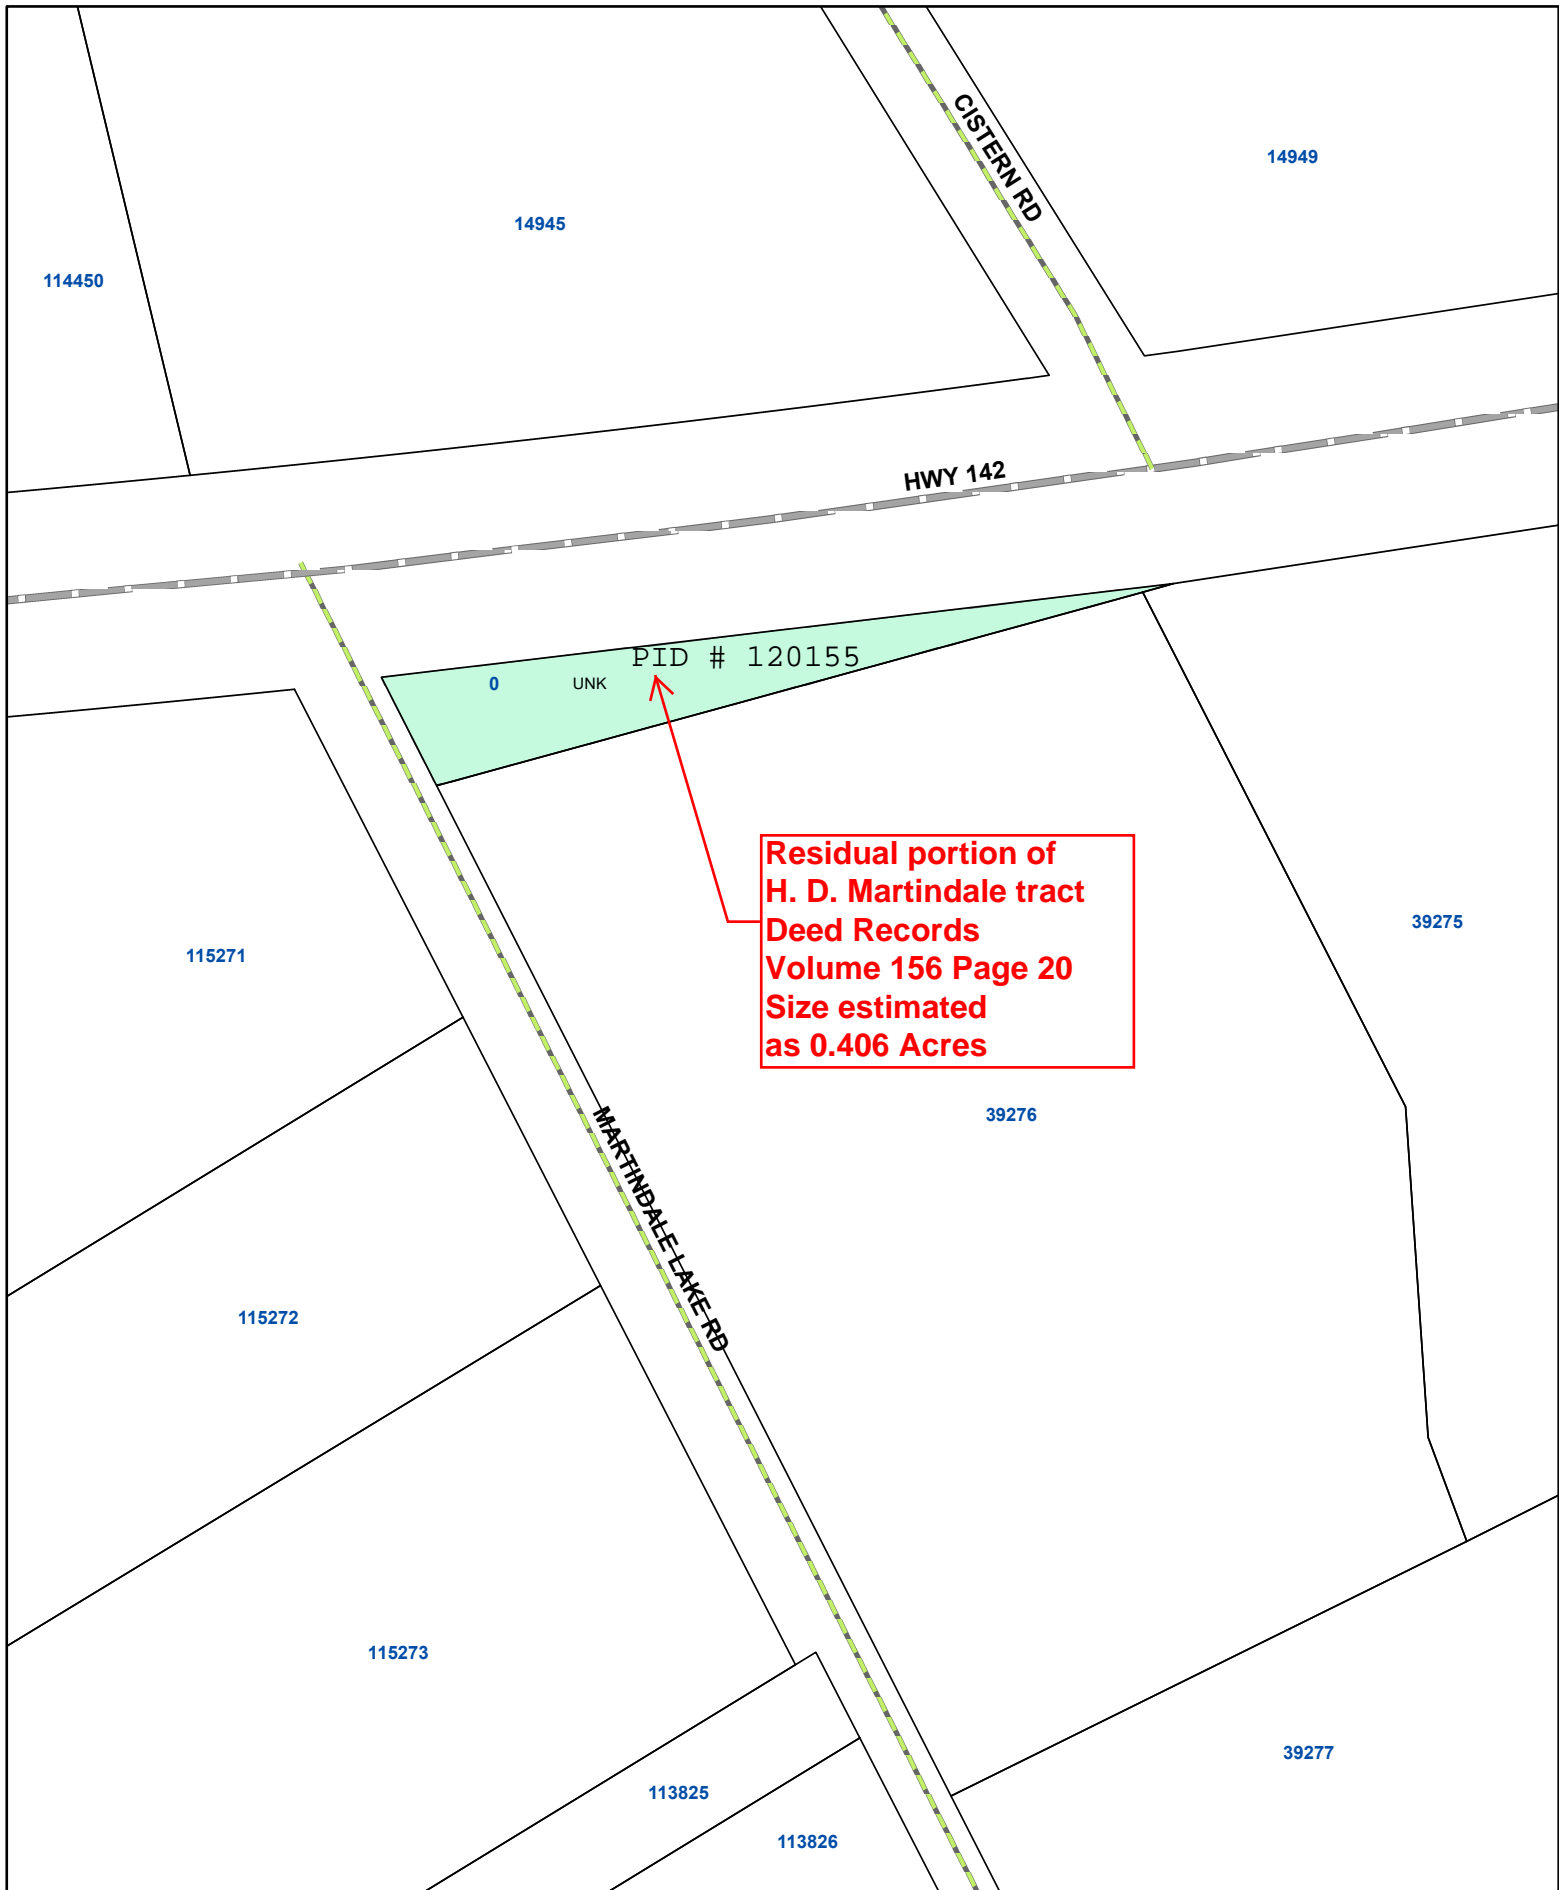 CISTERN RD
14949
14945
114450
HWY 142
PID # 120155
0 UNK
Residual portion of
H. D. Martindale tract
Deed Records
Volume 156 Page 20
Size estimated
as 0.406 Acres
39275
115271
39276
MARTINDALE LAKE RD
115272
115273
39277
113825
113826